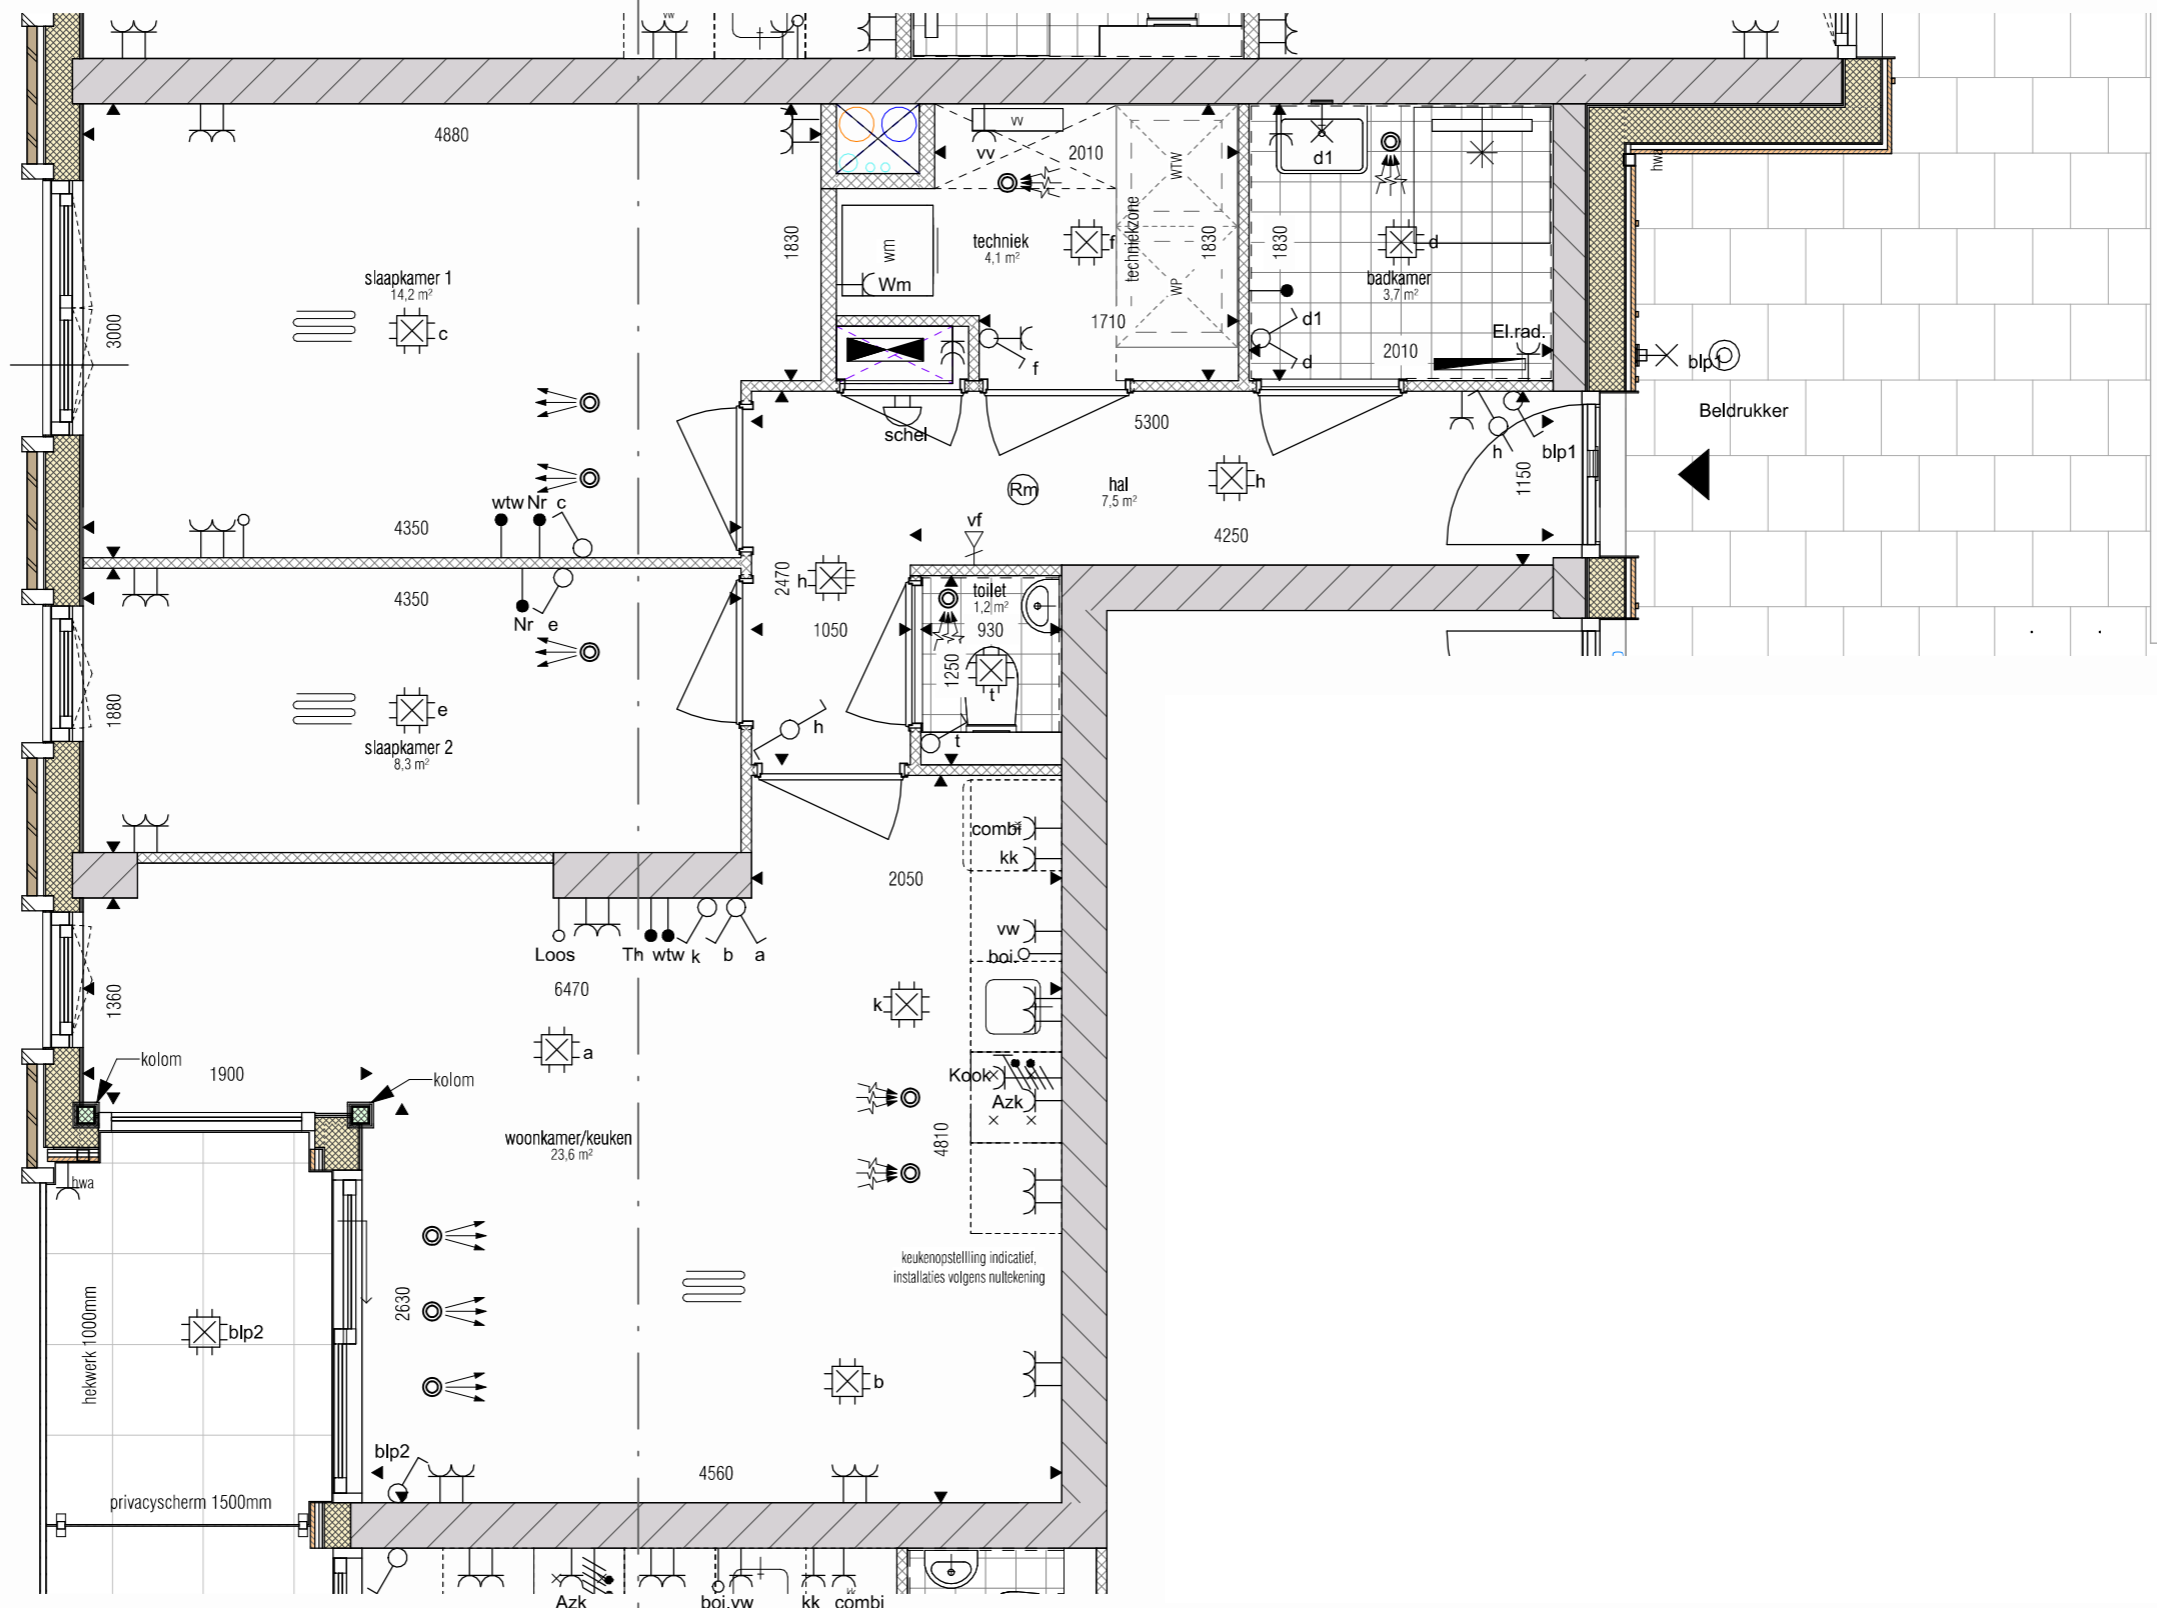 vw
4880
vv
vv
2010
WTW
d1
hwa
1830
wm
techniek
4,1 m²
f
techniekzone
1830
1830
d
badkamer
3,7 m²
slaapkamer 1
14,2 m²
c
3000
Wm
WP
1710
f
d1
d
2010
El.rad.
blp1
Beldrukker
schel
5300
h
blp1
1150
Rm
hal
7,5 m²
h
wtw Nr c
4350
vf
4250
4350
Nr e
2470
h
1050
toilet
1,2 m²
930
1250
t
1880
e
slaapkamer 2
8,3 m²
h
t
combi
kk
2050
vw
boi.
Loos
Th wtw k b a
6470
1360
k
a
kolom
1900
kolom
Kook
Azk
4810
woonkamer/keuken
23,6 m²
hwa
keukenopstellling indicatief,
installaties volgens nultekening
2630
hekwerk 1000mm
blp2
b
blp2
4560
privacyscherm 1500mm
Azk
boi.vw
kk combi